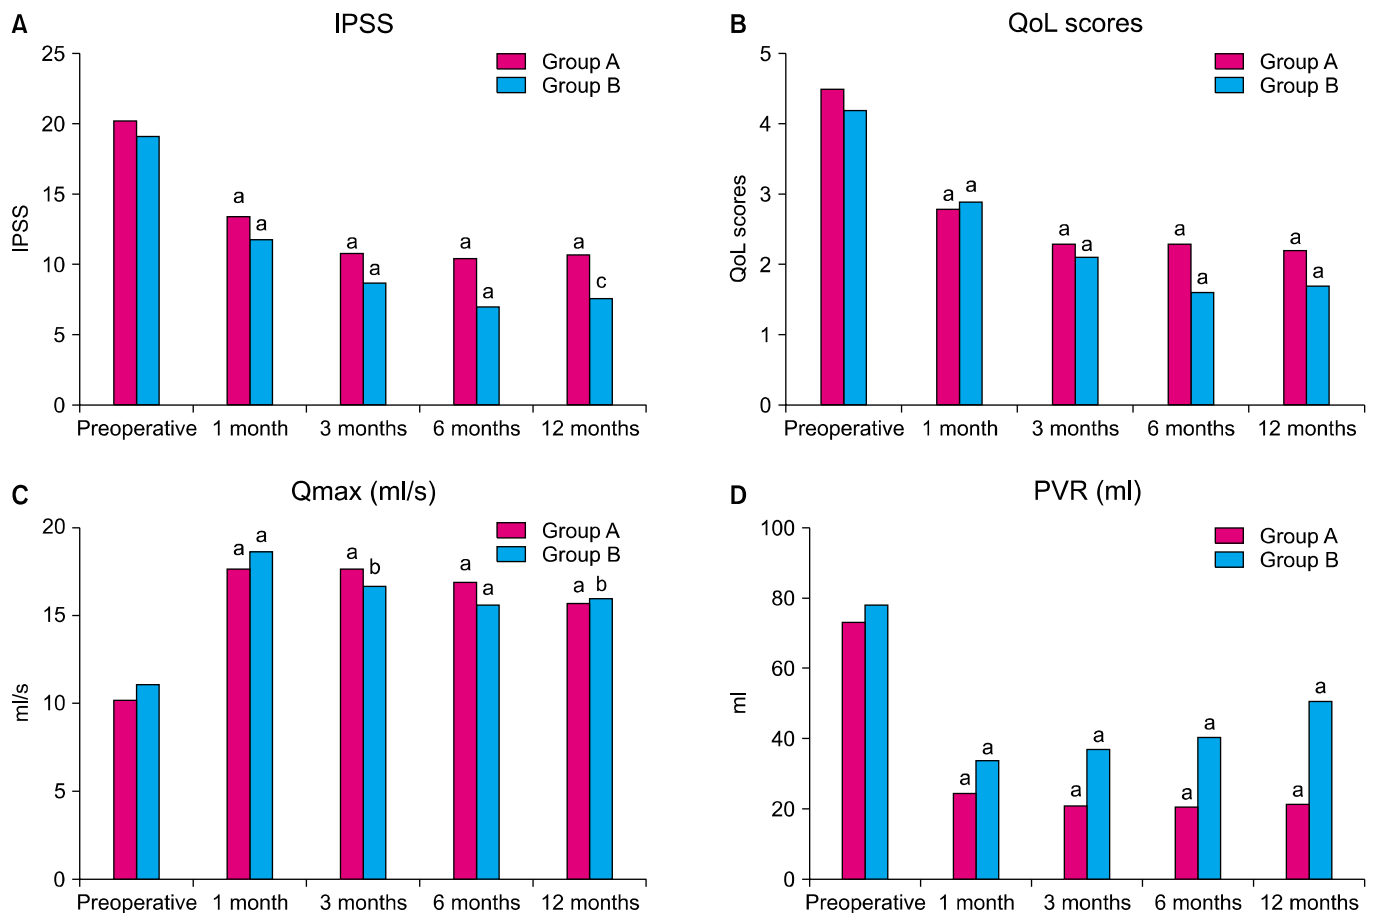 A
IPSS
Group A
Group B
25
20
15
10
5
0
IPSS
a
a
a
a
a
a
a
c
Preoperative
1 month
3 months
6 months
12 months
B
QoL scores
Group A
Group B
5
4
3
2
1
0
QoL scores
a
a
a
a
a
a
a
a
Preoperative
1 month
3 months
6 months
12 months
C
Qmax (ml/s)
Group A
Group B
20
15
10
5
0
ml/s
a
a
a
b
a
a
a
b
Preoperative
1 month
3 months
6 months
12 months
D
PVR (ml)
Group A
Group B
100
80
60
40
20
0
ml
a
a
a
a
a
a
a
a
Preoperative
1 month
3 months
6 months
12 months